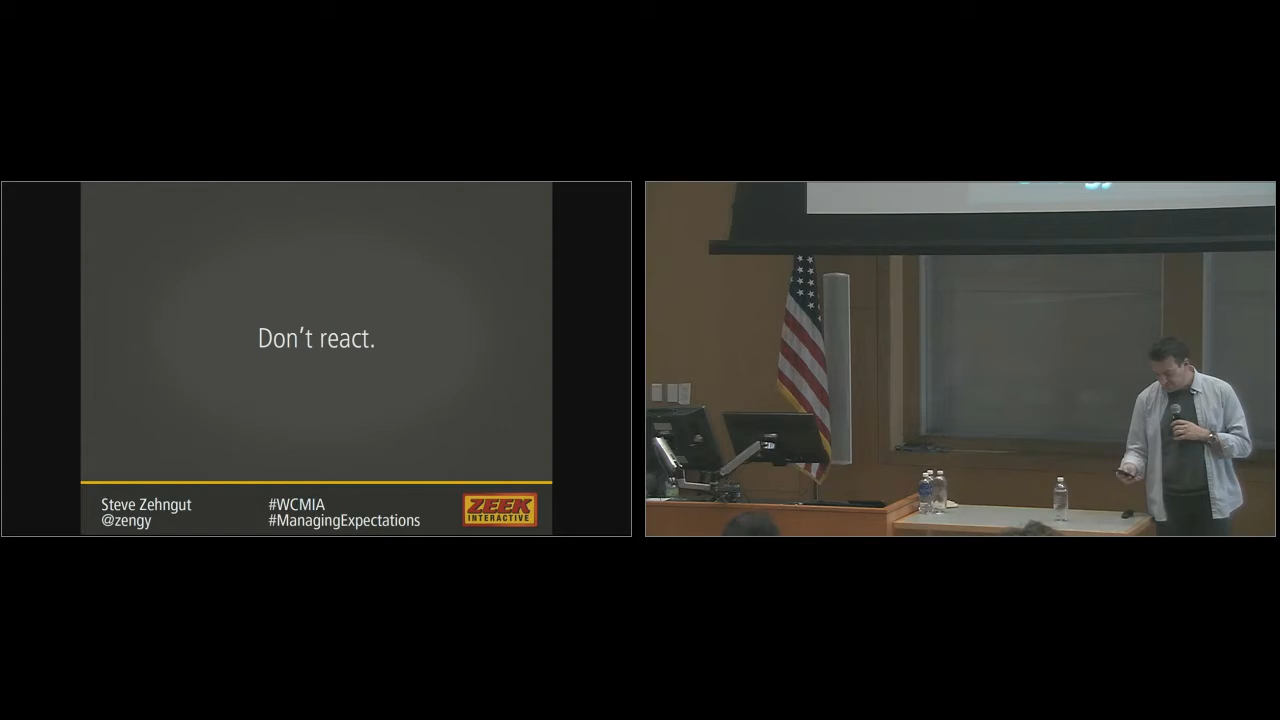 Don't react.
Steve Zehngut
@zengy
#WCMIA
#ManagingExpectations
ZEEK
INTERACTIVE